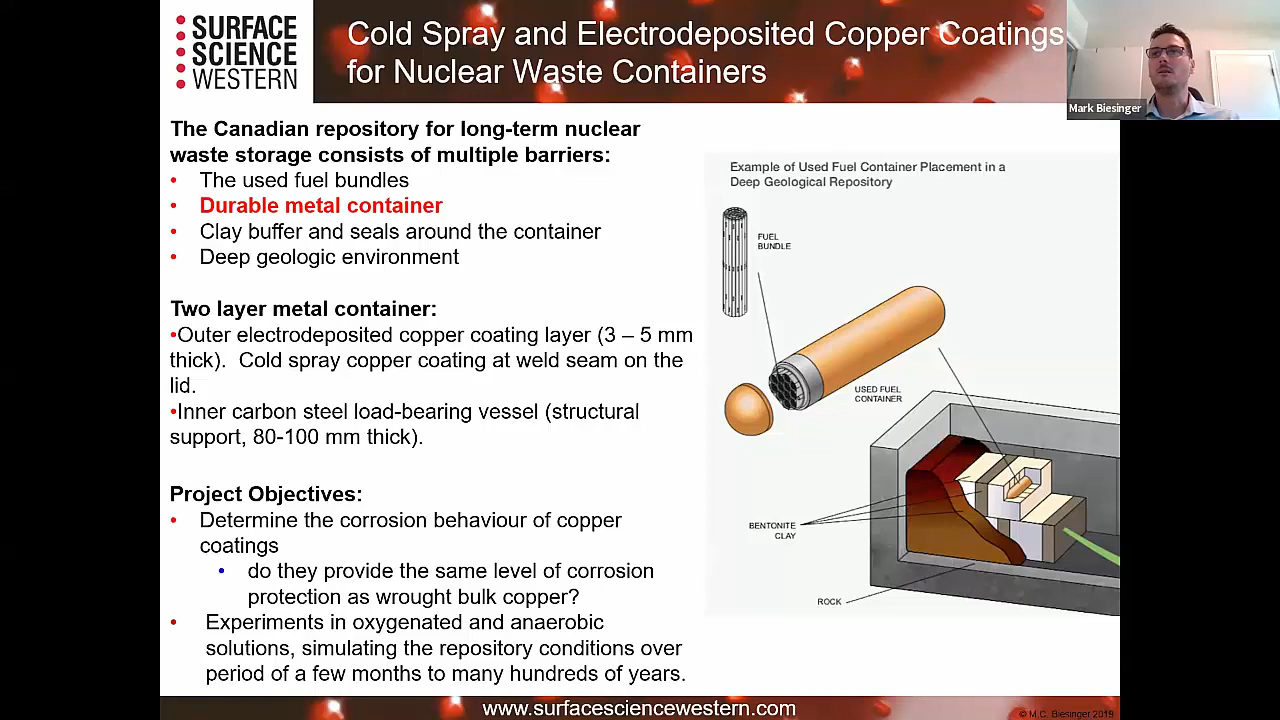 SURFACE
SCIENCE
WESTERN
Cold Spray and Electrodeposited Copper Coatings
for Nuclear Waste Containers
Mark Biesinger
The Canadian repository for long-term nuclear
waste storage consists of multiple barriers:
• The used fuel bundles
• Durable metal container
• Clay buffer and seals around the container
• Deep geologic environment
Two layer metal container:
•Outer electrodeposited copper coating layer (3 – 5 mm
thick). Cold spray copper coating at weld seam on the
lid.
•Inner carbon steel load-bearing vessel (structural
support, 80-100 mm thick).
Project Objectives:
• Determine the corrosion behaviour of copper
coatings
• do they provide the same level of corrosion
protection as wrought bulk copper?
• Experiments in oxygenated and anaerobic
solutions, simulating the repository conditions over
period of a few months to many hundreds of years.
Example of Used Fuel Container Placement in a
Deep Geological Repository
FUEL
BUNDLE
USED FUEL
CONTAINER
BENTONITE
CLAY
ROCK
www.surfacesciencewestern.com
© M.C. Biesinger 2019